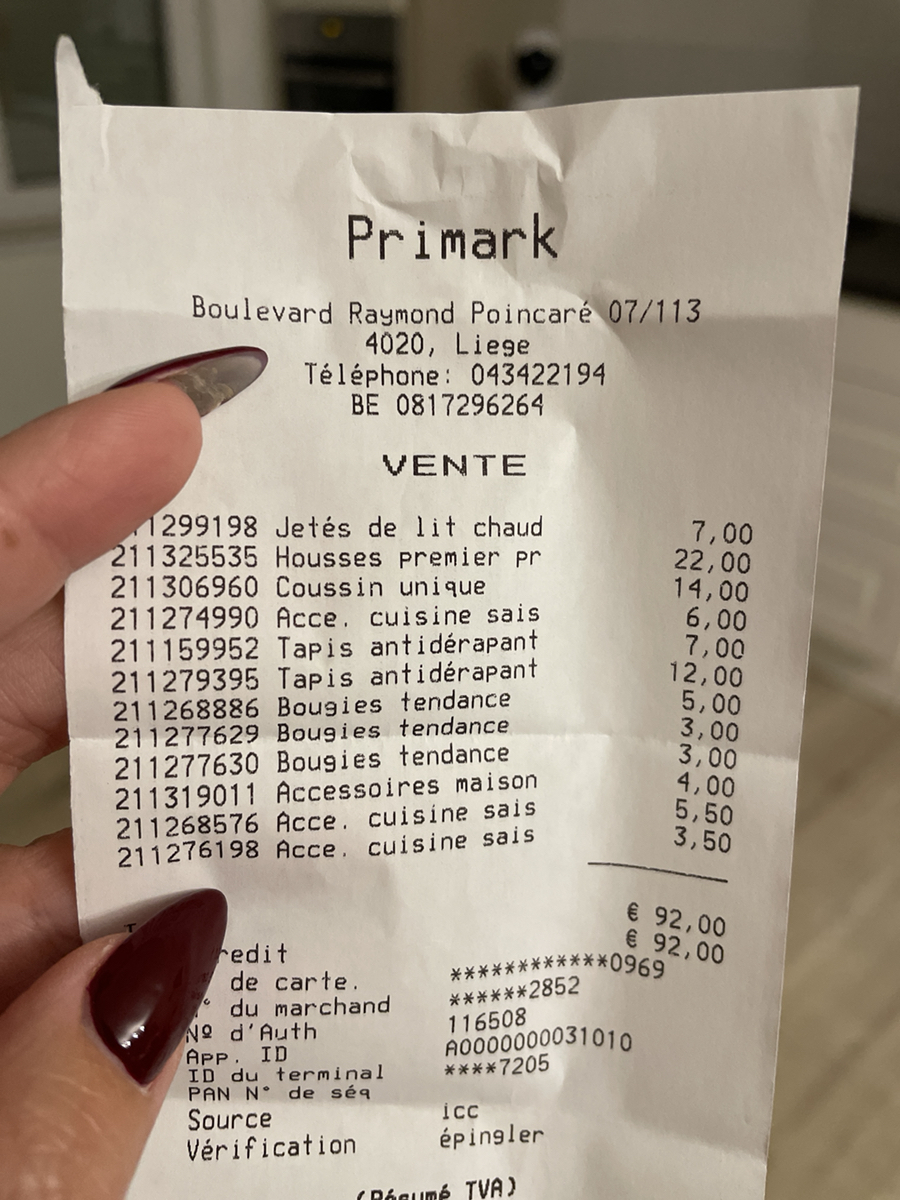 Primark
Boulevard Raymond Poincaré 07/113
4020, Liege
Téléphone: 043422194
BE 0817296264
VENTE
11299198 Jetés de lit chaud 7,00
211325535 Housses premier pr 22,00
211306960 Coussin unique 14,00
211274990 Acce. cuisine sais 6,00
211159952 Tapis antidérapant 7,00
211279395 Tapis antidérapant 12,00
211268886 Bougies tendance 5,00
211277629 Bougies tendance 3,00
211277630 Bougies tendance 3,00
211319011 Accessoires maison 4,00
211268576 Acce. cuisine sais 5,50
211276198 Acce. cuisine sais 3,50
€ 92,00
redit € 92,00
de carte. ************0969
du marchand ******2852
Nº d'Auth 116508
App. ID A0000000031010
ID du terminal ****7205
PAN N° de séq
Source icc
Vérification épingler
(Résumé TVA)